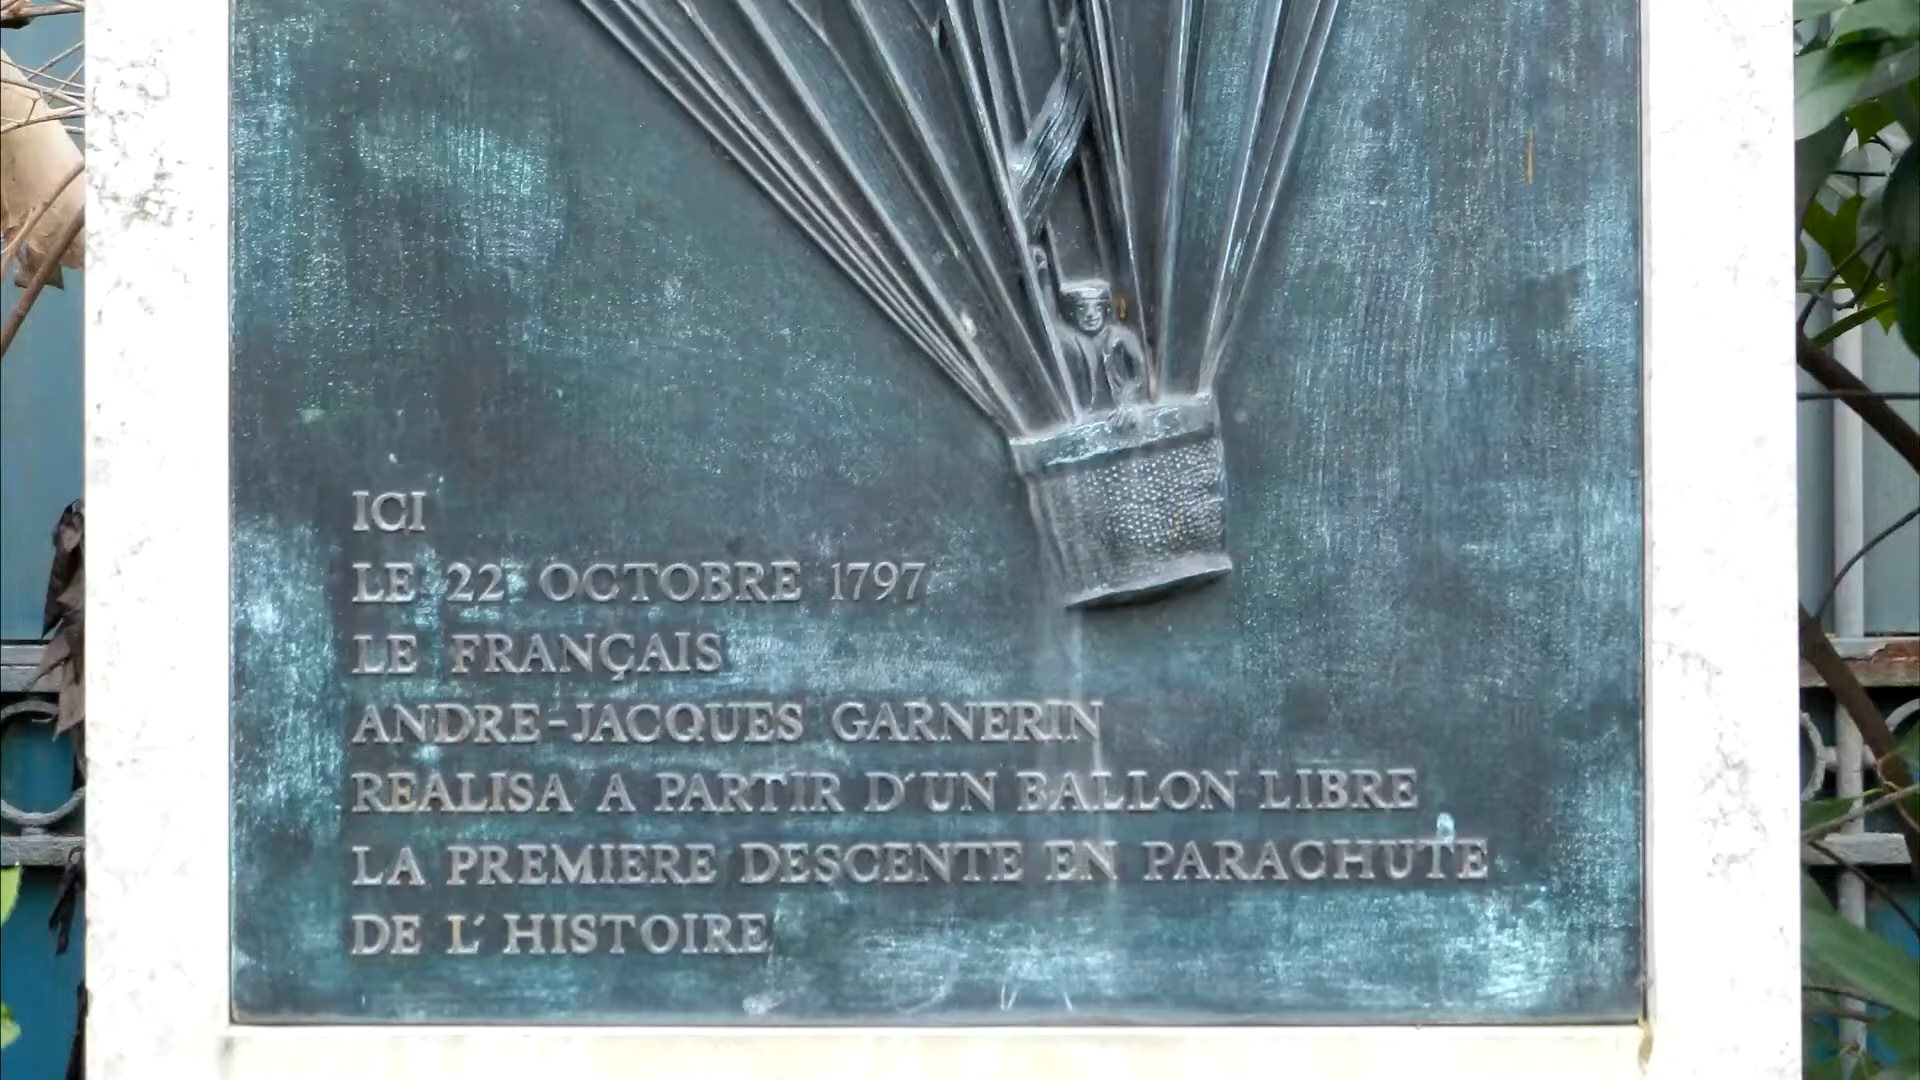 ICI
LE 22 OCTOBRE 1797
LE FRANÇAIS
ANDRE-JACQUES GARNERIN
REALISA A PARTIR D'UN BALLON LIBRE
LA PREMIERE DESCENTE EN PARACHUTE
DE L' HISTOIRE